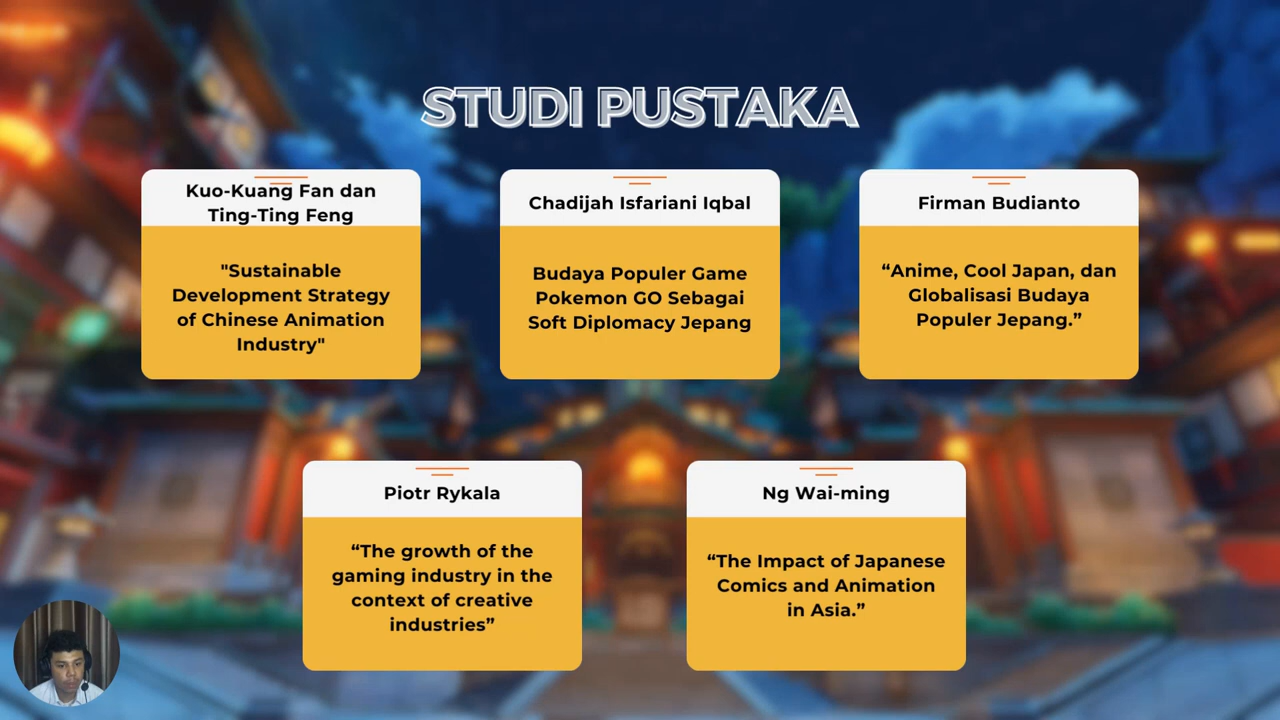 STUDI PUSTAKA
Kuo-Kuang Fan dan
Ting-Ting Feng
"Sustainable
Development Strategy
of Chinese Animation
Industry"
Chadijah Isfariani Iqbal
Budaya Populer Game
Pokemon GO Sebagai
Soft Diplomacy Jepang
Firman Budianto
“Anime, Cool Japan, dan
Globalisasi Budaya
Populer Jepang.”
Piotr Rykala
“The growth of the
gaming industry in the
context of creative
industries”
Ng Wai-ming
“The Impact of Japanese
Comics and Animation
in Asia.”